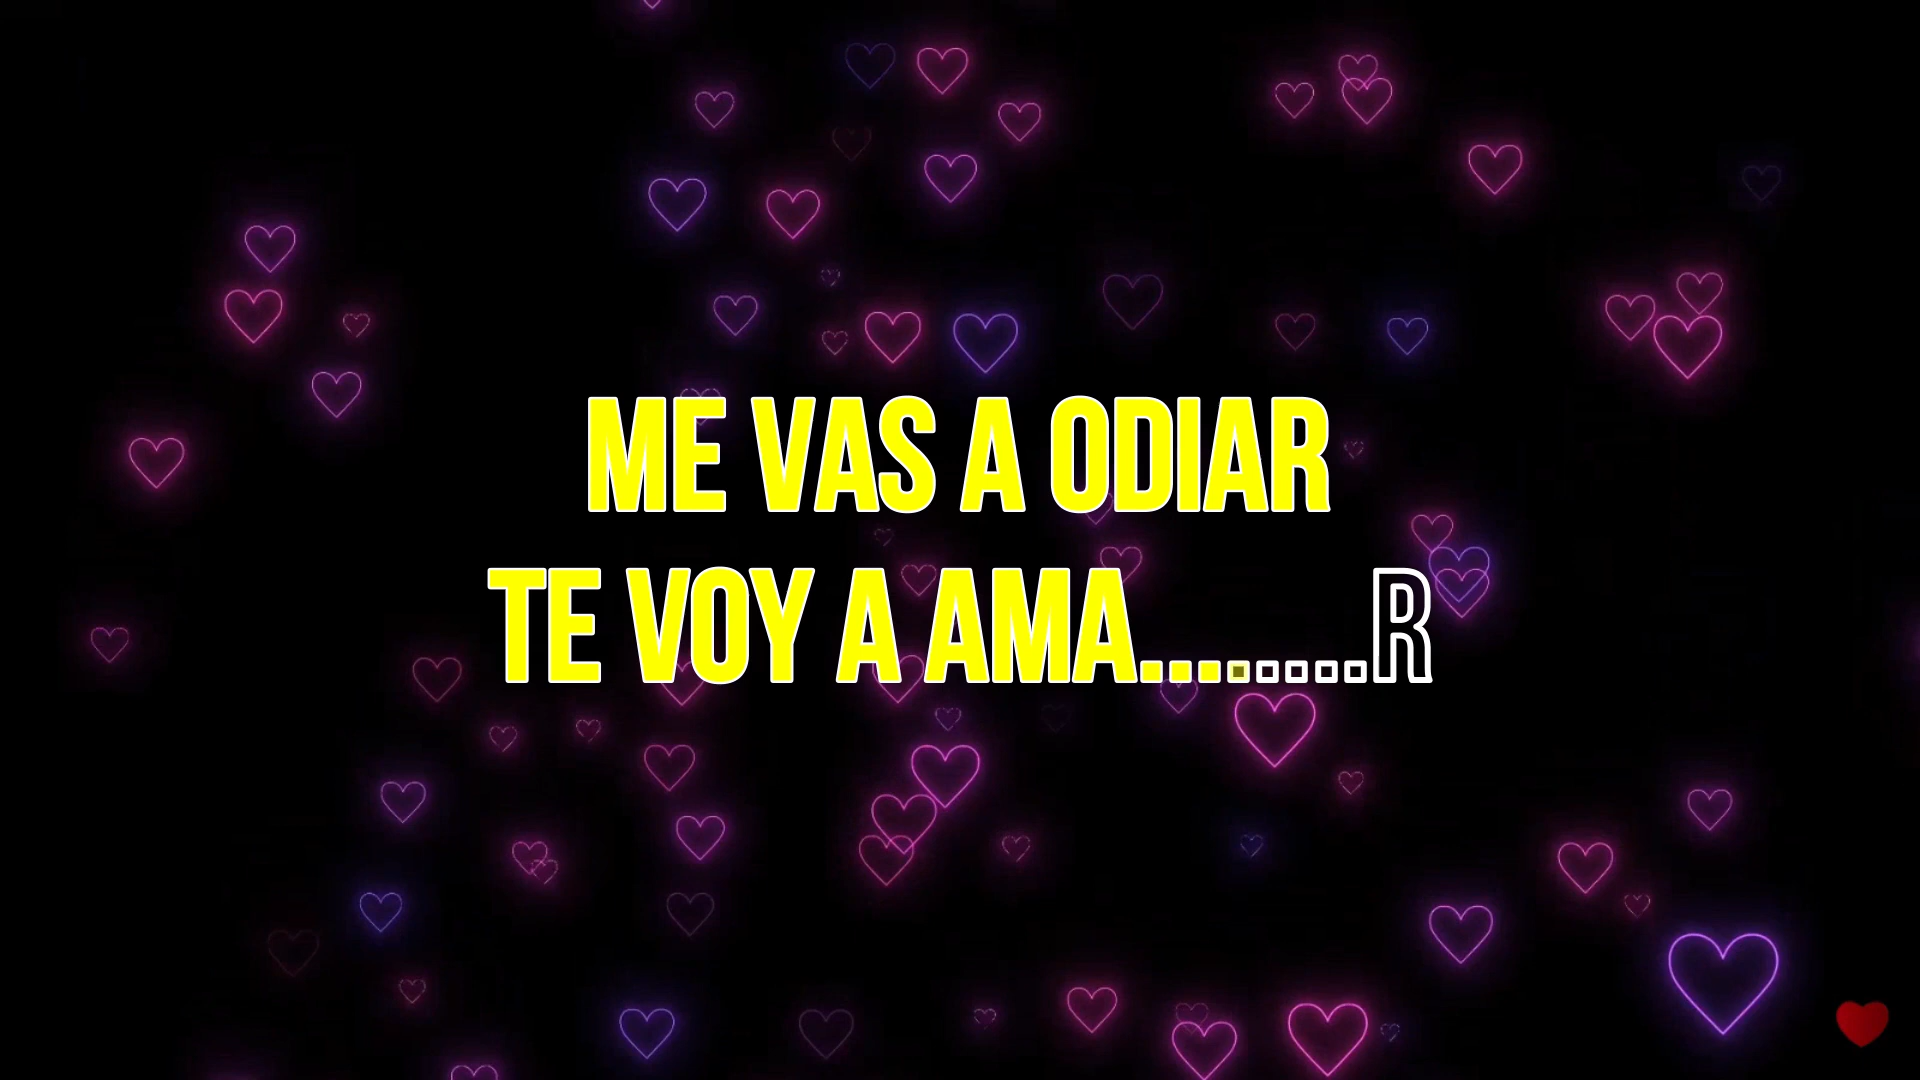 ME VAS A ODIAR
TE VOY A AMA........R